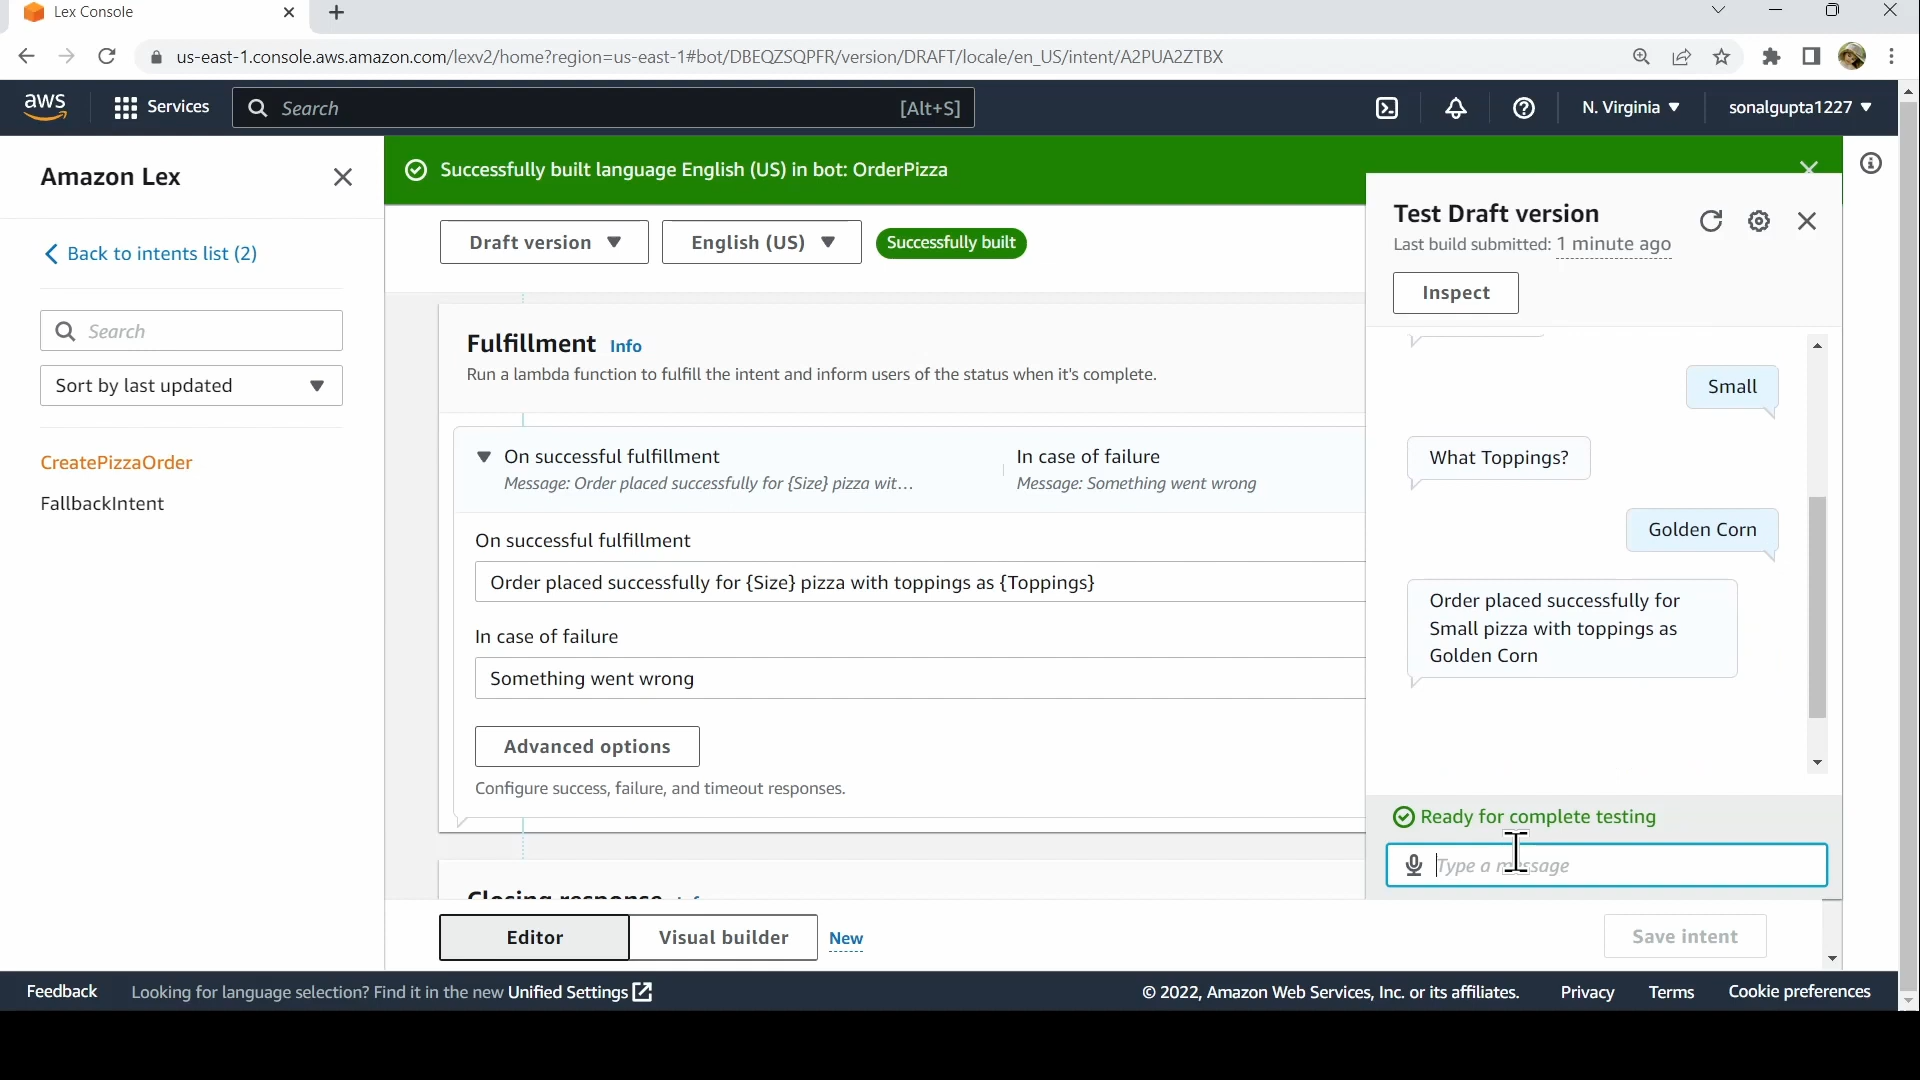 Lex Console
us-east-1.console.aws.amazon.com/lexv2/home?region=us-east-1#bot/DBEQZSQPFR/version/DRAFT/locale/en_US/intent/A2PUA2ZTBX
aws
Services
Search
[Alt+S]
N. Virginia
sonalgupta1227
Amazon Lex
Back to intents list (2)
Search
Sort by last updated
CreatePizzaOrder
FallbackIntent
Successfully built language English (US) in bot: OrderPizza
Draft version
English (US)
Successfully built
Fulfillment Info
Run a lambda function to fulfill the intent and inform users of the status when it's complete.
On successful fulfillment
Message: Order placed successfully for {Size} pizza wit...
In case of failure
Message: Something went wrong
On successful fulfillment
Order placed successfully for {Size} pizza with toppings as {Toppings}
In case of failure
Something went wrong
Advanced options
Configure success, failure, and timeout responses.
Closing response
Editor
Visual builder
New
Save intent
Test Draft version
Last build submitted: 1 minute ago
Inspect
Small
What Toppings?
Golden Corn
Order placed successfully for
Small pizza with toppings as
Golden Corn
Ready for complete testing
Type a message
Feedback
Looking for language selection? Find it in the new Unified Settings
© 2022, Amazon Web Services, Inc. or its affiliates.
Privacy
Terms
Cookie preferences